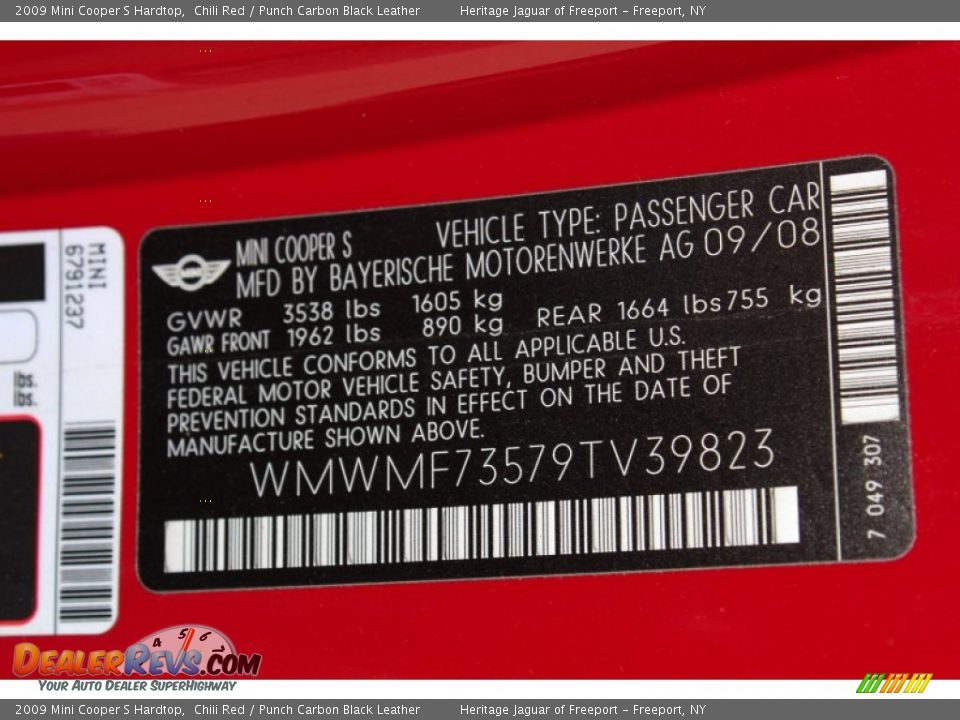 2009 Mini Cooper S Hardtop, Chili Red / Punch Carbon Black Leather Heritage Jaguar of Freeport - Freeport, NY
MINI
6791237
lbs.
lbs.
MINI COOPER S VEHICLE TYPE: PASSENGER CAR
MFD BY BAYERISCHE MOTORENWERKE AG 09/08
GVWR 3538 lbs 1605 kg
GAWR FRONT 1962 lbs 890 kg REAR 1664 lbs 755 kg
THIS VEHICLE CONFORMS TO ALL APPLICABLE U.S.
FEDERAL MOTOR VEHICLE SAFETY, BUMPER AND THEFT
PREVENTION STANDARDS IN EFFECT ON THE DATE OF
MANUFACTURE SHOWN ABOVE.
WMWMF73579TV39823
7 049 307
4 5 6
DealerRevs.com
Your Auto Dealer SuperHighway
2009 Mini Cooper S Hardtop, Chili Red / Punch Carbon Black Leather Heritage Jaguar of Freeport - Freeport, NY